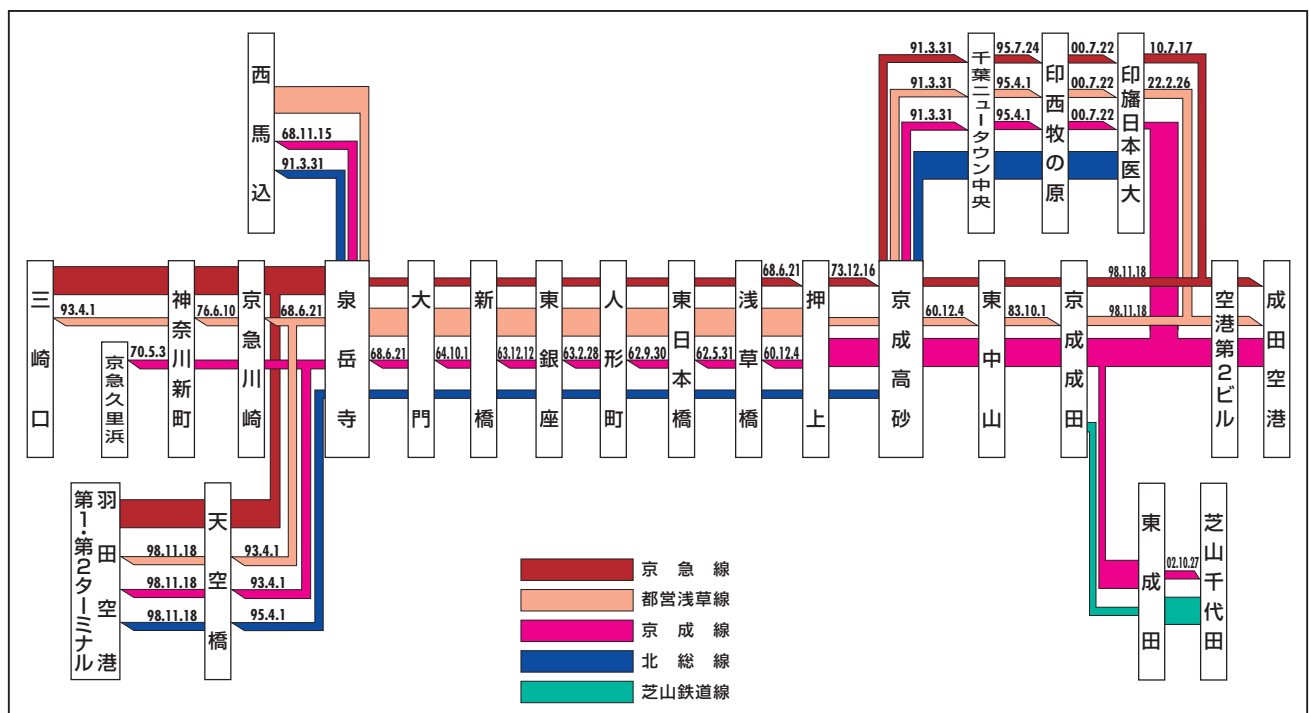 西馬込
68.11.15
91.3.31
91.3.31
95.7.24
00.7.22
10.7.17
91.3.31
95.4.1
00.7.22
22.2.26
91.3.31
95.4.1
00.7.22
千葉ニュータウン中央
印西牧の原
印旛日本医大
三崎口
93.4.1
京急久里浜
70.5.3
神奈川新町
76.6.10
京急川崎
68.6.21
泉岳寺
68.6.21
大門
64.10.1
新橋
63.12.12
東銀座
63.2.28
人形町
62.9.30
東日本橋
62.5.31
浅草橋
68.6.21
60.12.4
押上
73.12.16
京成高砂
60.12.4
東中山
83.10.1
京成成田
98.11.18
98.11.18
空港第2ビル
成田空港
羽田空港
第1・第2ターミナル
98.11.18
98.11.18
98.11.18
天空橋
93.4.1
93.4.1
95.4.1
東成田
02.10.27
芝山千代田
京急線
都営浅草線
京成線
北総線
芝山鉄道線